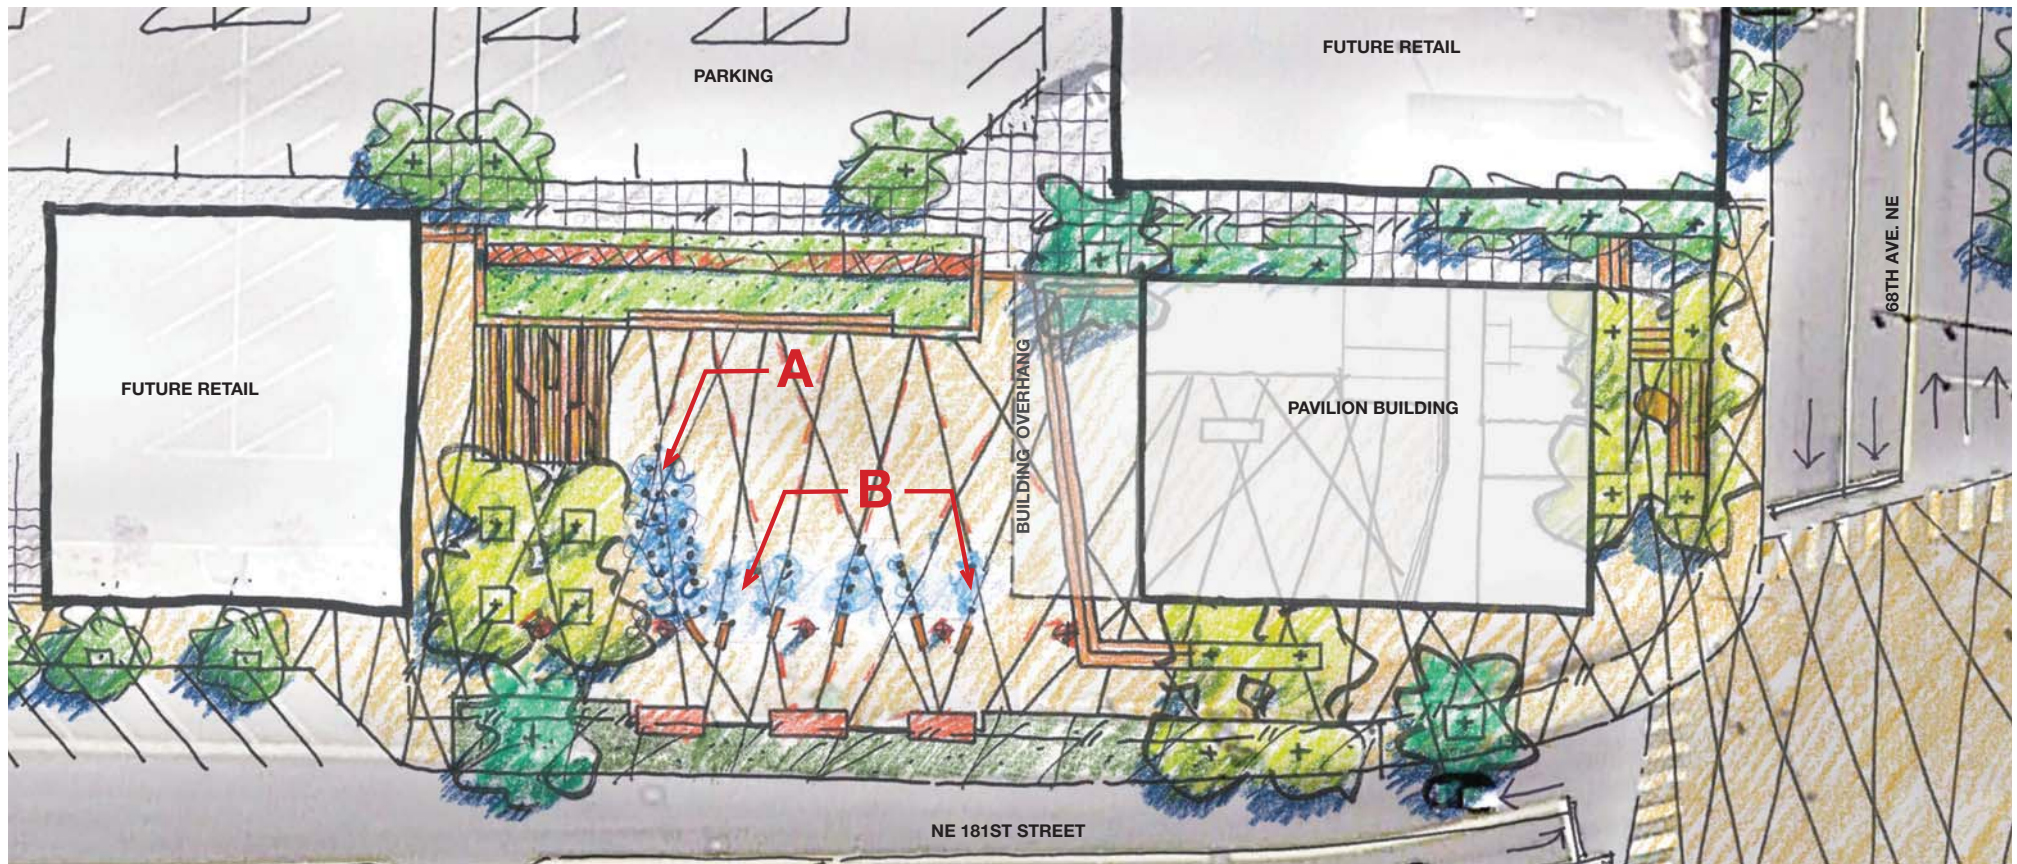 FUTURE RETAIL
PARKING
68TH AVE. NE
FUTURE RETAIL
A
BUILDING OVERHANG
PAVILION BUILDING
B
NE 181ST STREET